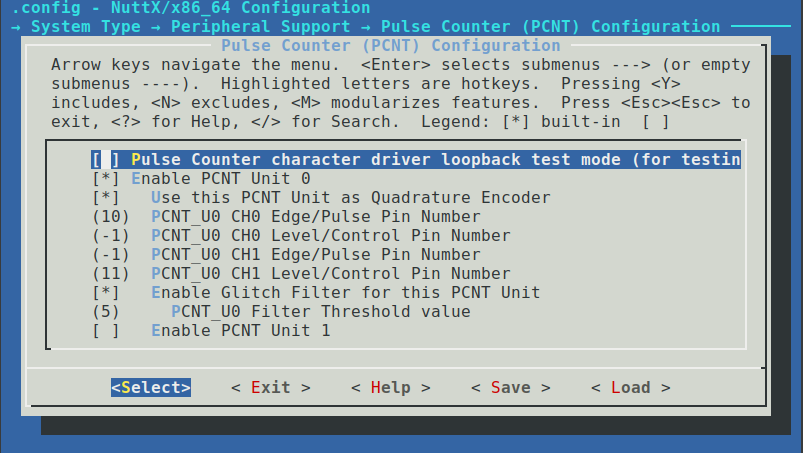 .config - NuttX/x86_64 Configuration
→ System Type → Peripheral Support → Pulse Counter (PCNT) Configuration
Pulse Counter (PCNT) Configuration
Arrow keys navigate the menu.  <Enter> selects submenus ---> (or empty
submenus ----).  Highlighted letters are hotkeys.  Pressing <Y>
includes, <N> excludes, <M> modularizes features.  Press <Esc><Esc> to
exit, <?> for Help, </> for Search.  Legend: [*] built-in  [ ]
[ ] Pulse Counter character driver loopback test mode (for testin
[*] Enable PCNT Unit 0
[*]   Use this PCNT Unit as Quadrature Encoder
(10)  PCNT_U0 CH0 Edge/Pulse Pin Number
(-1)  PCNT_U0 CH0 Level/Control Pin Number
(-1)  PCNT_U0 CH1 Edge/Pulse Pin Number
(11)  PCNT_U0 CH1 Level/Control Pin Number
[*]   Enable Glitch Filter for this PCNT Unit
(5)     PCNT_U0 Filter Threshold value
[ ]   Enable PCNT Unit 1
<Select>    < Exit >    < Help >    < Save >    < Load >